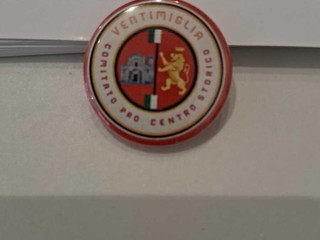 VENTIMIGLIA
COMITATO PRO CENTRO STORICO